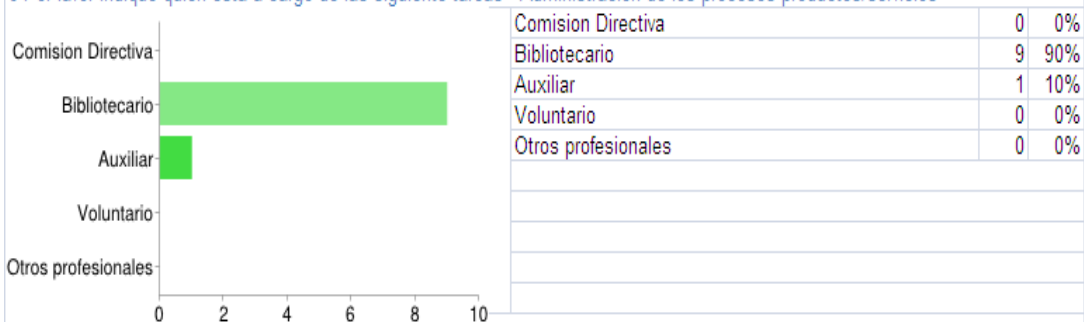 Comision Directiva
Bibliotecario
Auxiliar
Voluntario
Otros profesionales
0 2 4 6 8 10
Comision Directiva 0 0%
Bibliotecario 9 90%
Auxiliar 1 10%
Voluntario 0 0%
Otros profesionales 0 0%